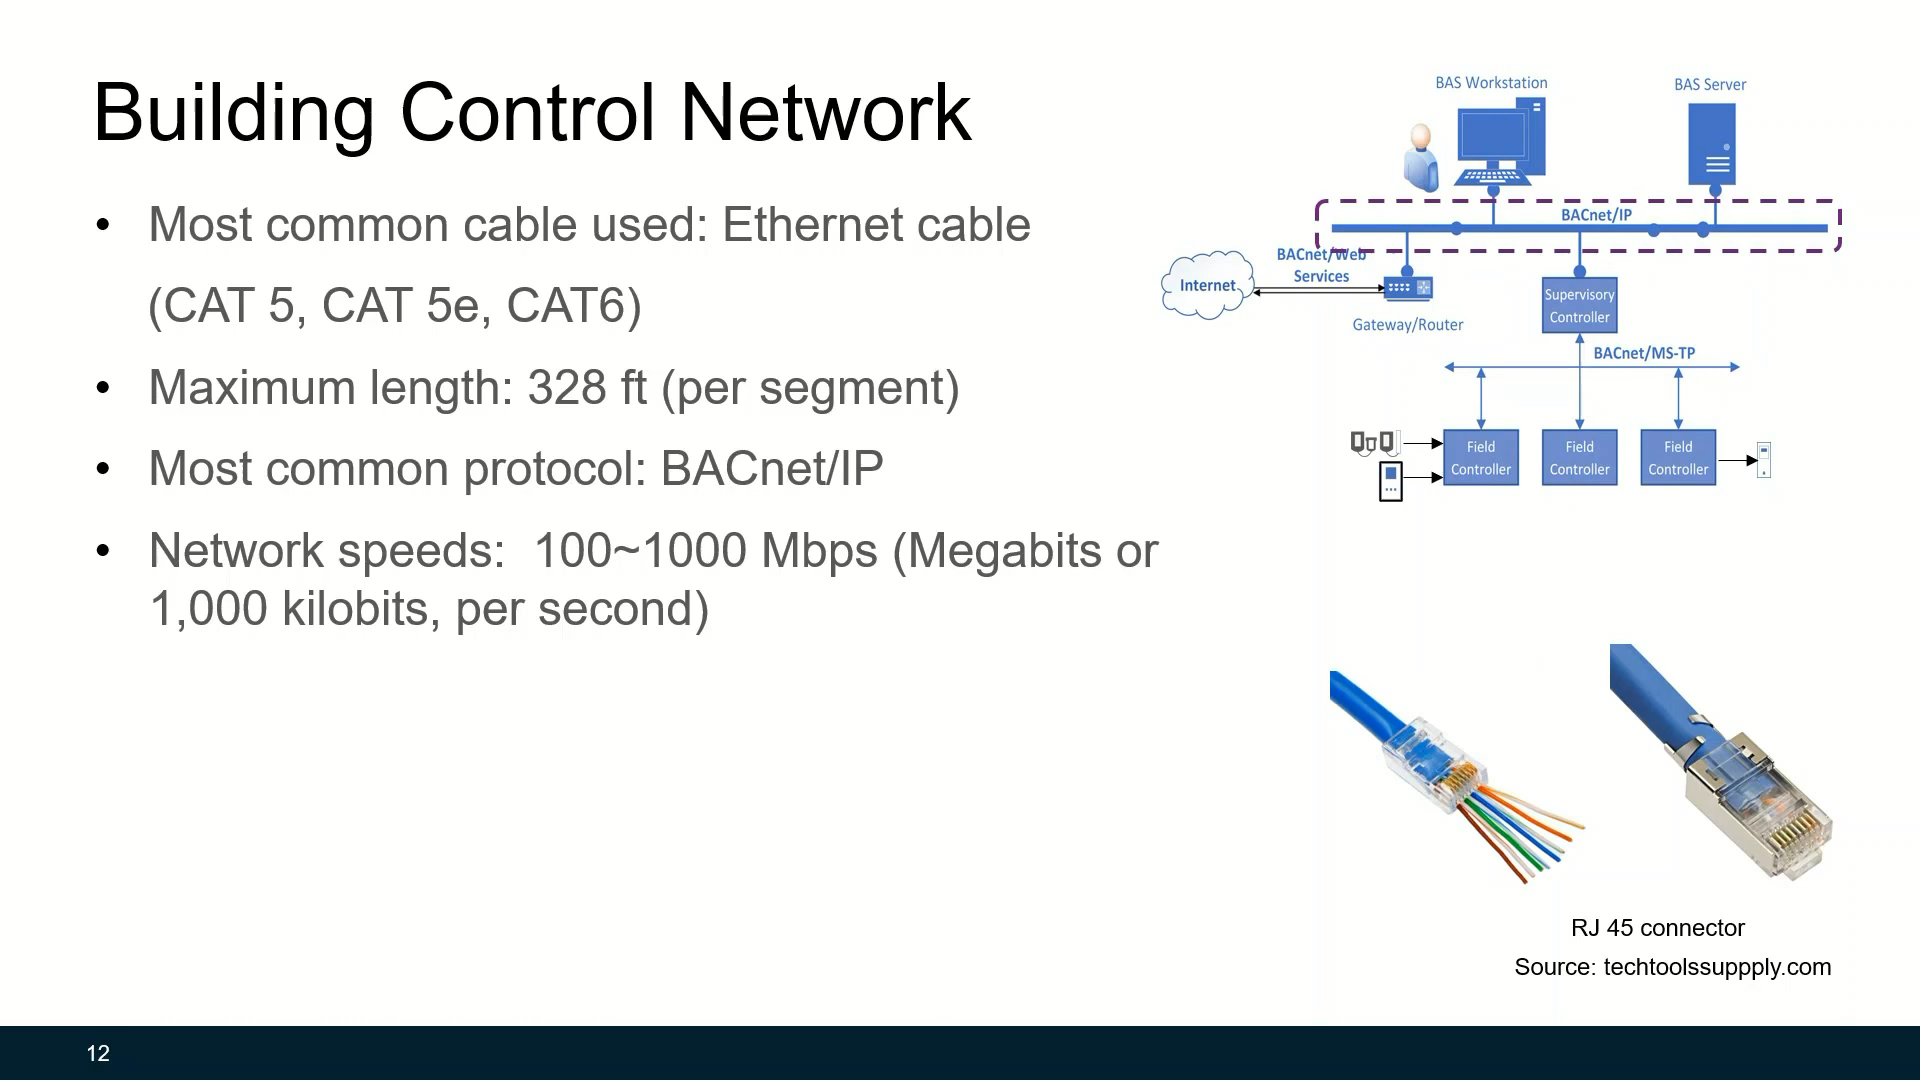 Building Control Network
• Most common cable used: Ethernet cable
(CAT 5, CAT 5e, CAT6)
• Maximum length: 328 ft (per segment)
• Most common protocol: BACnet/IP
• Network speeds: 100~1000 Mbps (Megabits or
1,000 kilobits, per second)
BAS Workstation
BAS Server
BACnet/IP
BACnet/Web
Services
Internet
Gateway/Router
Supervisory
Controller
BACnet/MS-TP
Field
Controller
Field
Controller
Field
Controller
RJ 45 connector
Source: techtoolssuppply.com
12